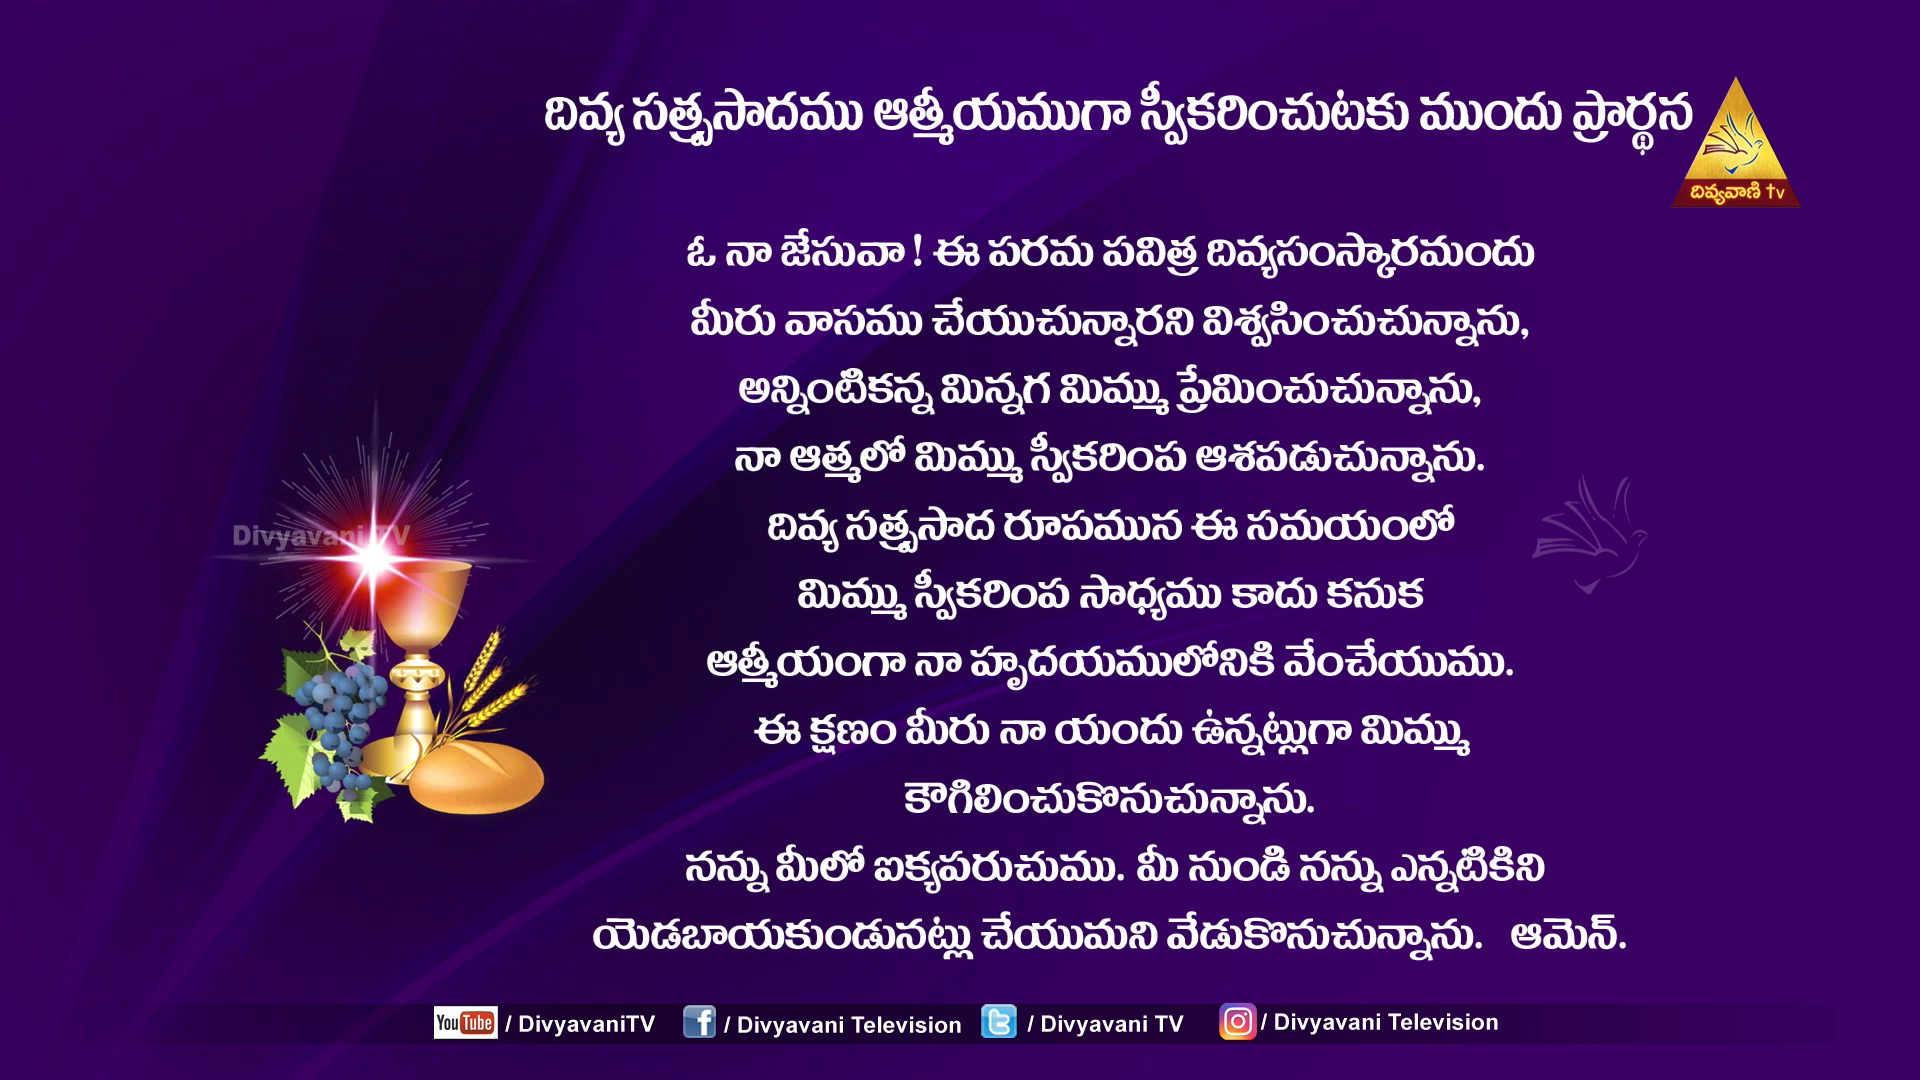 దివ్య సత్ప్రసాదము ఆత్మీయముగా స్వీకరించుటకు ముందు ప్రార్థన
దివ్యవాణి tv
ఓ నా జేసువా ! ఈ పరమ పవిత్ర దివ్యసంస్కారమందు
మీరు వాసము చేయుచున్నారని విశ్వసించుచున్నాను,
అన్నింటికన్న మిన్నగ మిమ్ము ప్రేమించుచున్నాను,
నా ఆత్మలో మిమ్ము స్వీకరింప ఆశపడుచున్నాను.
Divyavani TV
దివ్య సత్ప్రసాద రూపమున ఈ సమయంలో
మిమ్ము స్వీకరింప సాధ్యము కాదు కనుక
ఆత్మీయంగా నా హృదయములోనికి వేంచేయుము.
ఈ క్షణం మీరు నా యందు ఉన్నట్లుగా మిమ్ము
కౌగిలించుకొనుచున్నాను.
నన్ను మీలో ఐక్యపరుచుము. మీ నుండి నన్ను ఎన్నటికిని
యెడబాయకుండునట్లు చేయుమని వేడుకొనుచున్నాను. ఆమెన్.
YouTube / DivyavaniTV / Divyavani Television / Divyavani TV / Divyavani Television